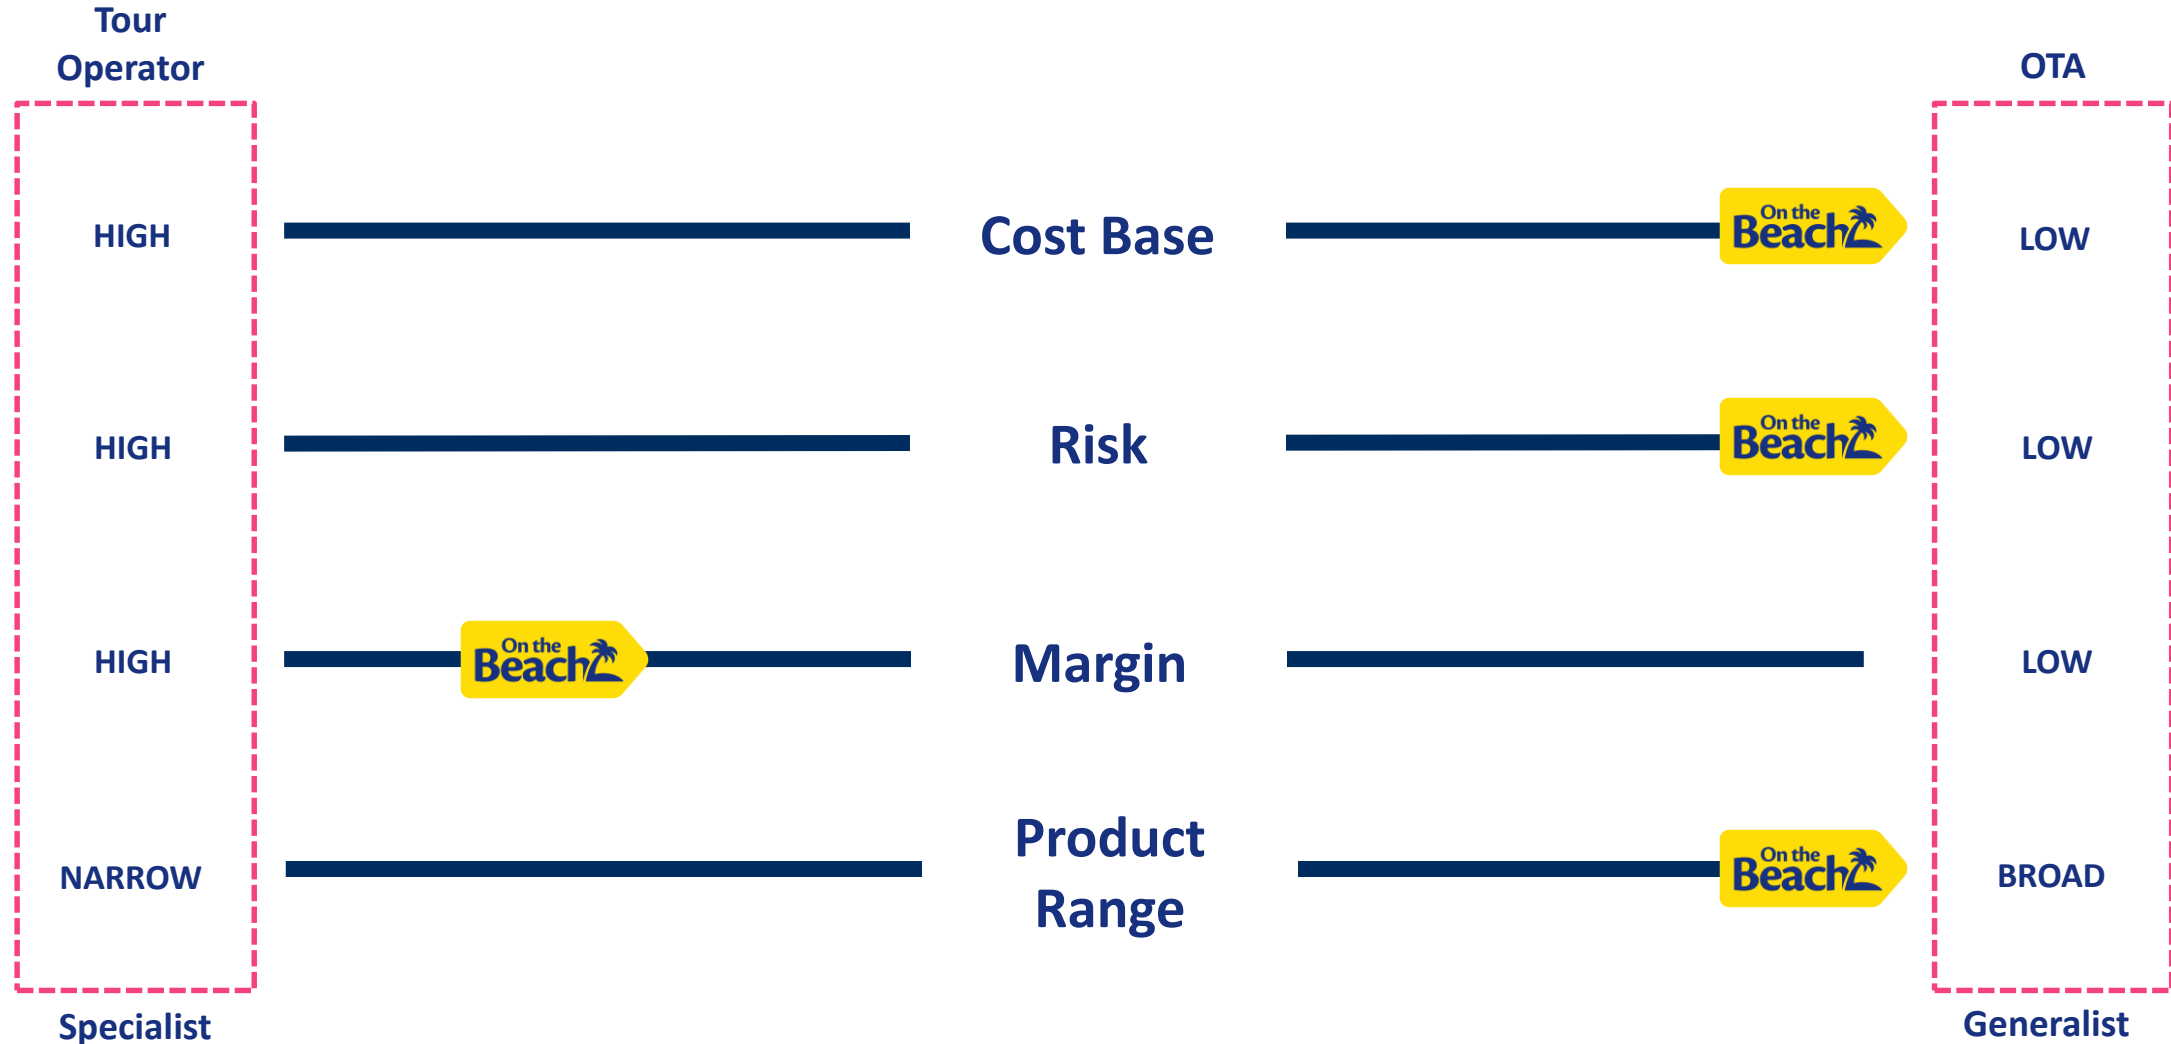 Tour
Operator
OTA
HIGH
Cost Base
On the
Beach
LOW
HIGH
Risk
On the
Beach
LOW
HIGH
On the
Beach
Margin
LOW
NARROW
Product
Range
On the
Beach
BROAD
Specialist
Generalist